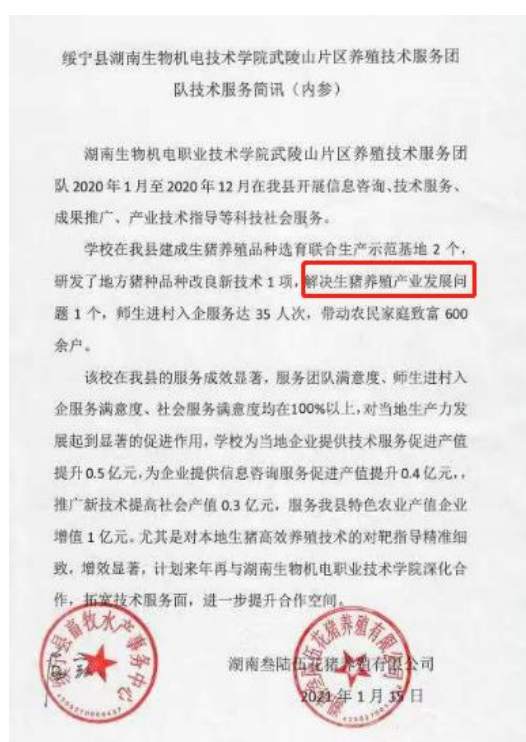 绥宁县湖南生物机电技术学院武陵山片区养殖技术服务团
队技术服务简讯（内参）
湖南生物机电职业技术学院武陵山片区养殖技术服务团
队 2020 年 1 月至 2020 年 12 月在我县开展信息咨询、技术服务、
成果推广、产业技术指导等科技社会服务。
学校在我县建成生猪养殖品种选育联合生产示范基地 2 个，
研发了地方猪种品种改良新技术 1 项，解决生猪养殖产业发展问
题 1 个，师生进村入企服务达 35 人次，带动农民家庭致富 600
余户。
该校在我县的服务成效显著，服务团队满意度、师生进村入
企服务满意度、社会服务满意度均在100%以上，对当地生产力发
展起到显著的促进作用，学校为当地企业提供技术服务促进产值
提升0.5亿元，为企业提供信息咨询服务促进产值提升0.4亿元，，
推广新技术提高社会产值 0.3 亿元，服务我县特色农业产值企业
增值 1 亿元。尤其是对本地生猪高效养殖技术的对靶指导精准细
致，增效显著，计划来年再与湖南生物机电职业技术学院深化合
作，拓宽技术服务面，进一步提升合作空间。
绥宁县畜牧水产事务中心
湖南叁陆伍花猪养殖有限公司
2021 年 1 月 15 日